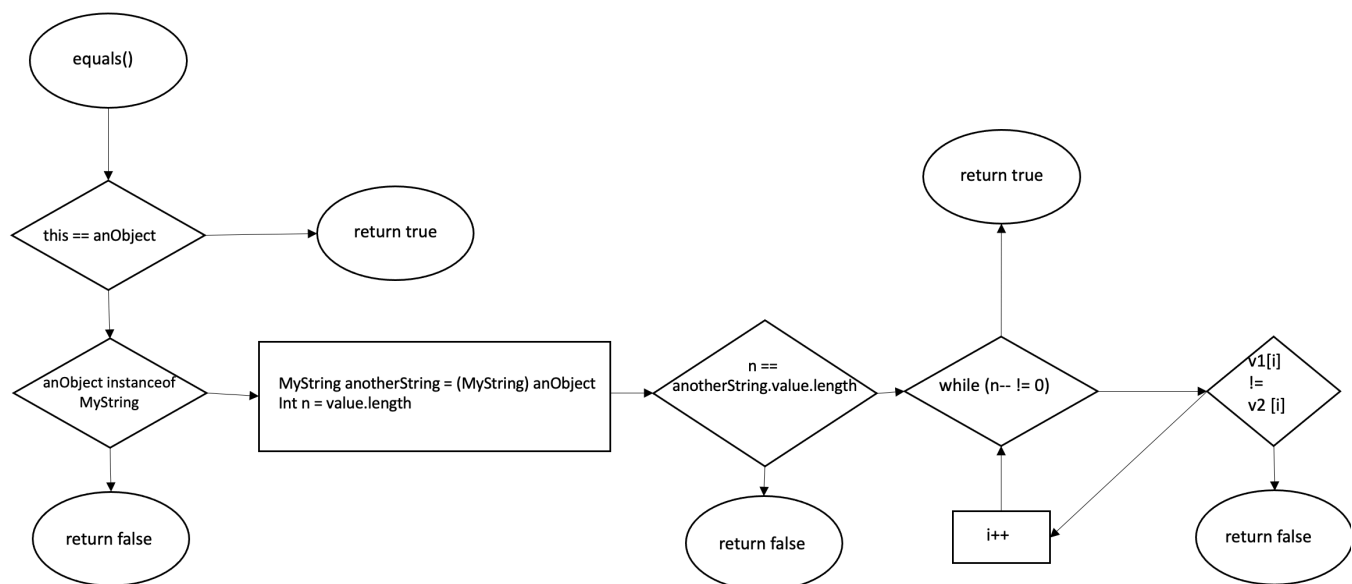 equals()
this == anObject
return true
anObject instanceof
MyString
return false
MyString anotherString = (MyString) anObject
Int n = value.length
n ==
anotherString.value.length
return false
return true
while (n-- != 0)
i++
v1[i]
!=
v2 [i]
return false